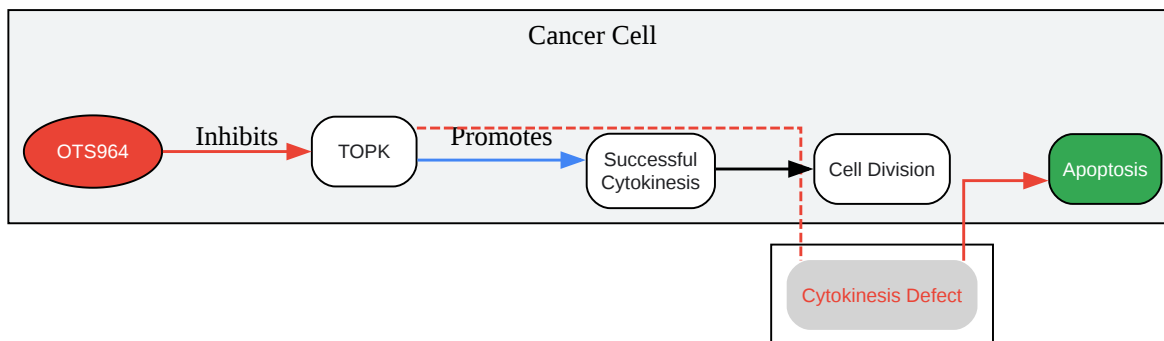 Cancer Cell
OTS964
Inhibits
TOPK
Promotes
Successful
Cytokinesis
Cell Division
Apoptosis
Cytokinesis Defect